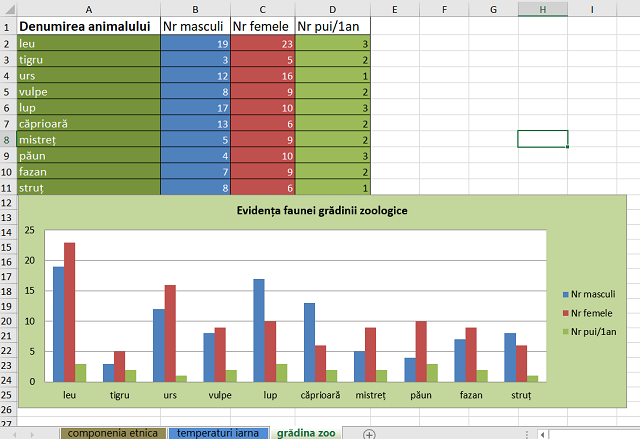 A B C D E F G H I
1 Denumirea animalului Nr masculi Nr femele Nr pui/1an
2 leu 19 23 3
3 tigru 3 5 2
4 urs 12 16 1
5 vulpe 8 9 2
6 lup 17 10 3
7 căprioară 13 6 2
8 mistreț 5 9 2
9 păun 4 10 3
10 fazan 7 9 2
11 struț 8 6 1
12
13
14
15
16
17
18
19
20
21
22
23
24
25
26
27
Evidența faunei grădinii zoologice
25
20
15
10
5
0
leu tigru urs vulpe lup căprioară mistreț păun fazan struț
Nr masculi
Nr femele
Nr pui/1an
componenia etnica temperaturi iarna grădina zoo